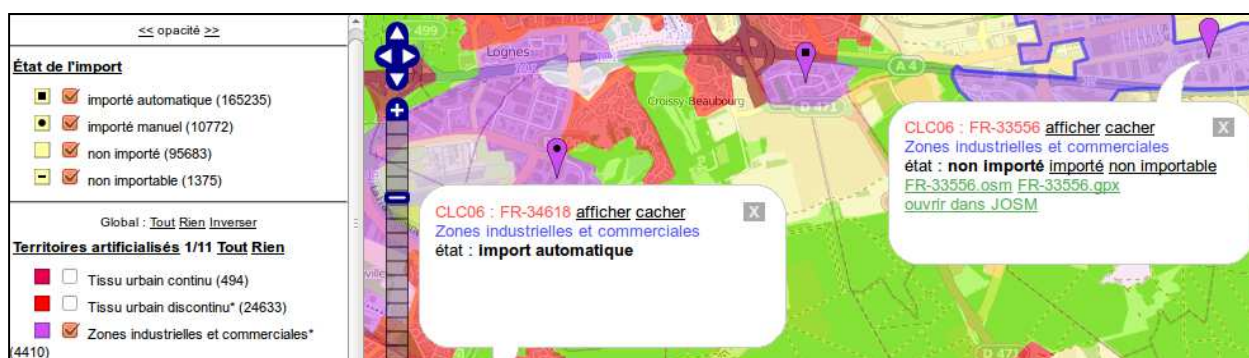 << opacité >>
État de l'import
importé automatique (165235)
importé manuel (10772)
non importé (95683)
non importable (1375)
Global : Tout Rien Inverser
Territoires artificialisés 1/11 Tout Rien
Tissu urbain continu (494)
Tissu urbain discontinu* (24633)
Zones industrielles et commerciales*
(4410)
499
Lognes
A 4
Croissy-Beaubourg
D 471
CLC06 : FR-34618 afficher cacher X
Zones industrielles et commerciales
état : import automatique
CLC06 : FR-33556 afficher cacher X
Zones industrielles et commerciales
état : non importé importé non importable
FR-33556.osm FR-33556.gpx
ouvrir dans JOSM
D 471